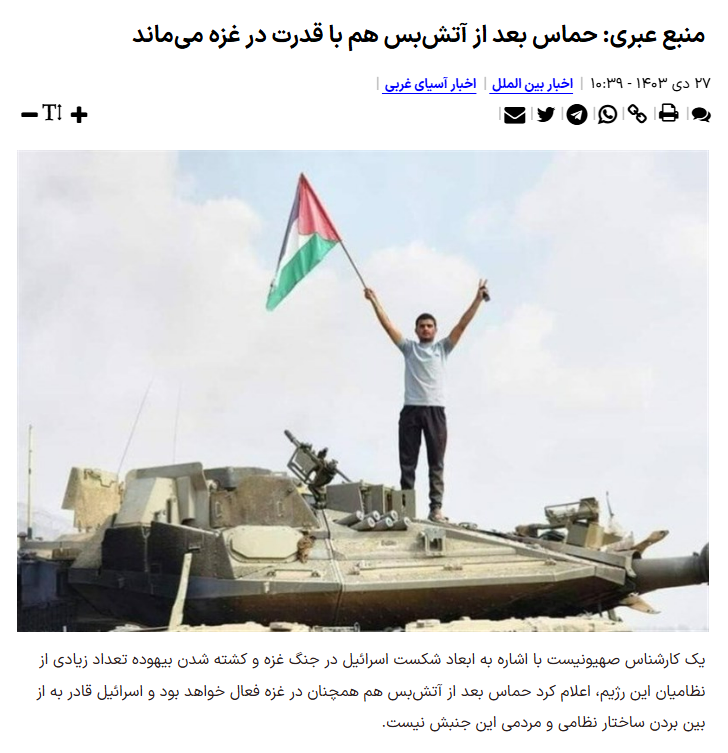 منبع عبری: حماس بعد از آتش‌بس هم با قدرت در غزه می‌ماند
۲۷ دی ۱۴۰۳ - ۱۰:۳۹ | اخبار بین الملل | اخبار آسیای غربی |
T
یک کارشناس صهیونیست با اشاره به ابعاد شکست اسرائیل در جنگ غزه و کشته شدن بیهوده تعداد زیادی از
نظامیان این رژیم، اعلام کرد حماس بعد از آتش‌بس هم همچنان در غزه فعال خواهد بود و اسرائیل قادر به از
بین بردن ساختار نظامی و مردمی این جنبش نیست.